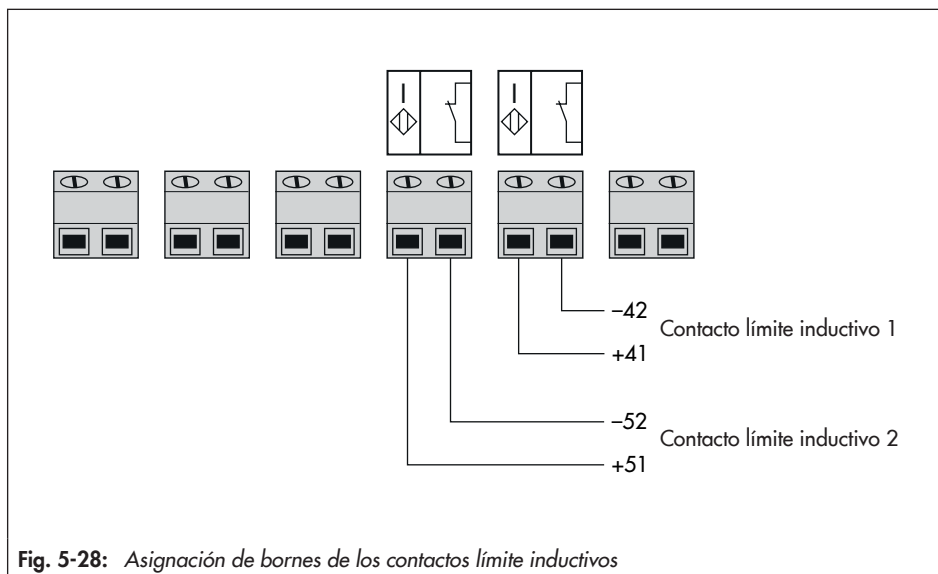 –42
Contacto límite inductivo 1
+41
–52
Contacto límite inductivo 2
+51
Fig. 5-28: Asignación de bornes de los contactos límite inductivos